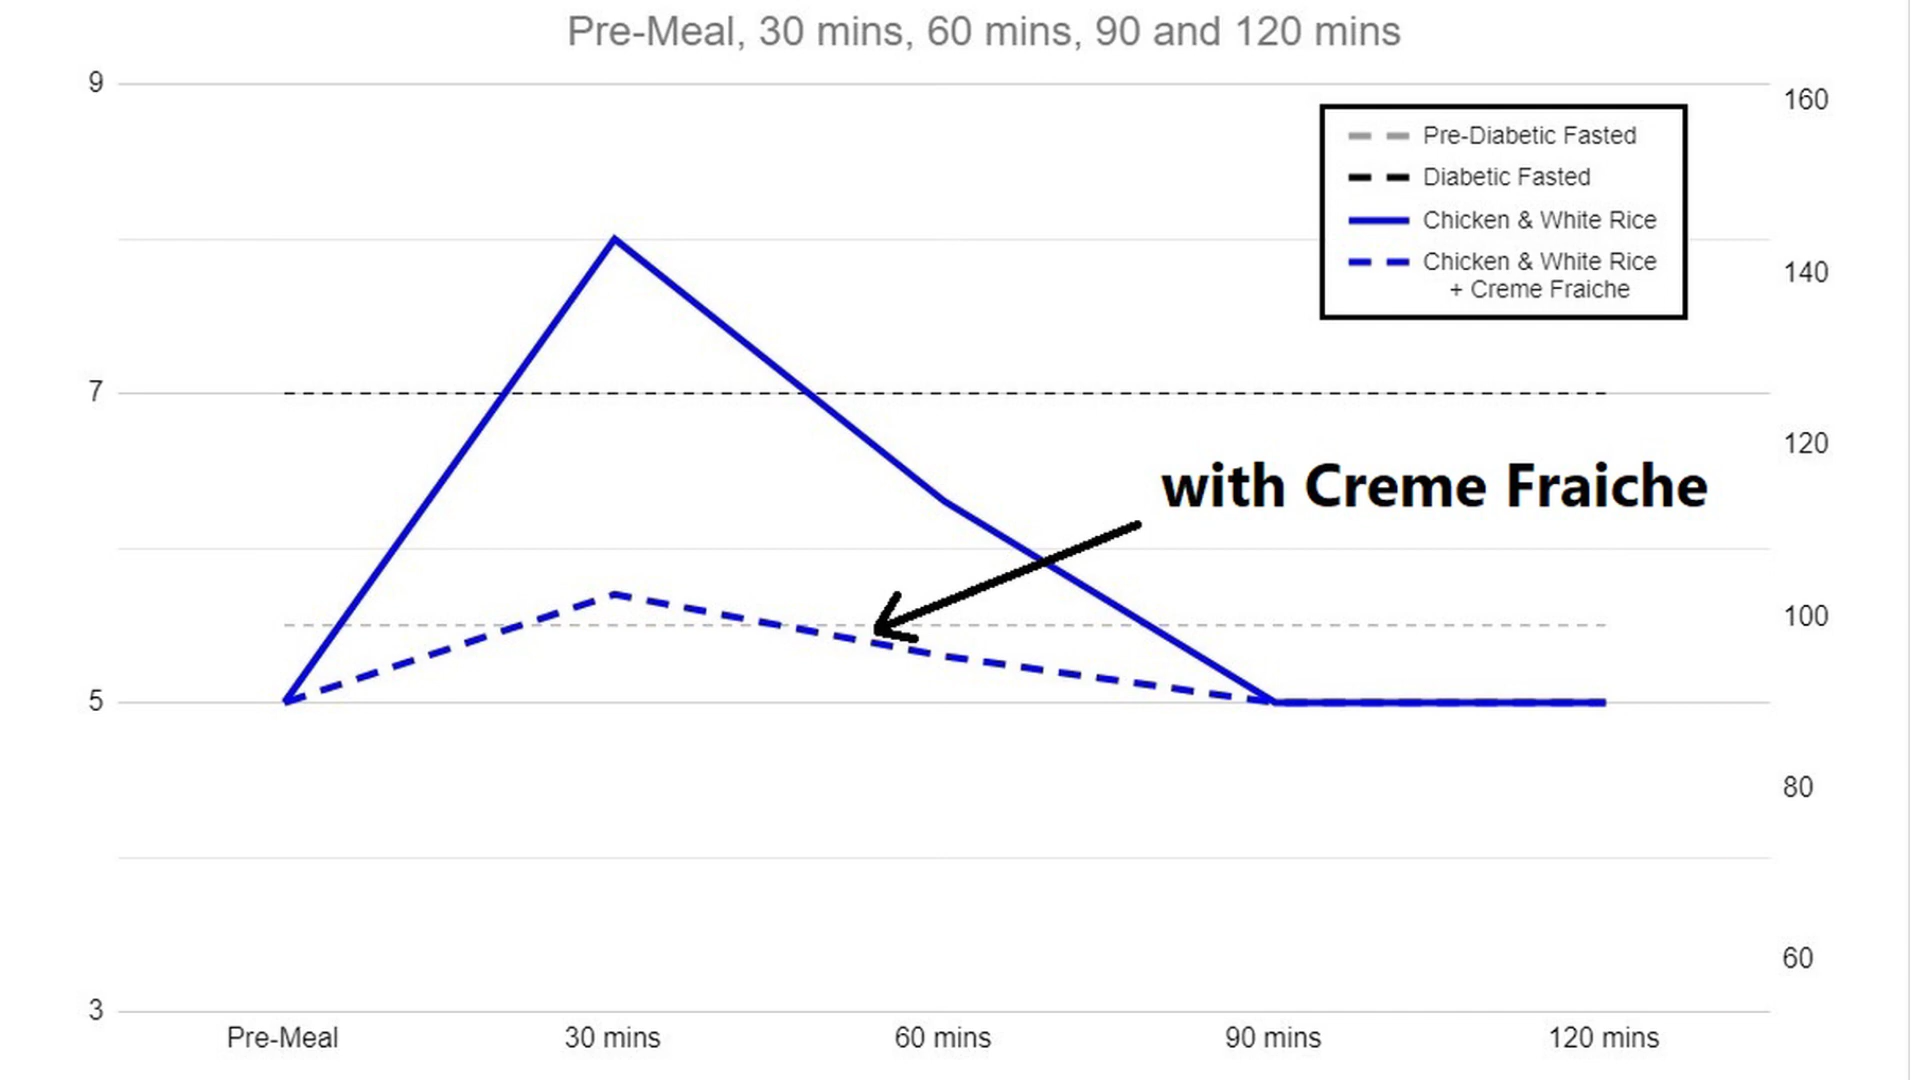 Pre-Meal, 30 mins, 60 mins, 90 and 120 mins
9
160
Pre-Diabetic Fasted
Diabetic Fasted
Chicken & White Rice
Chicken & White Rice
+ Creme Fraiche
140
7
120
with Creme Fraiche
100
5
80
60
3
Pre-Meal
30 mins
60 mins
90 mins
120 mins